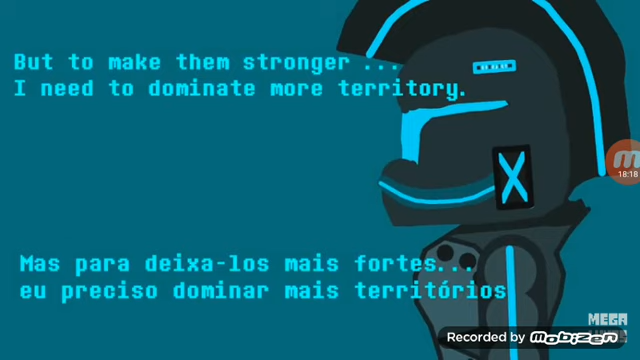 But to make them stronger ...
I need to dominate more territory.
18:18
Mas para deixa-los mais fortes...
eu preciso dominar mais territórios
MEGA
Recorded by mobizen